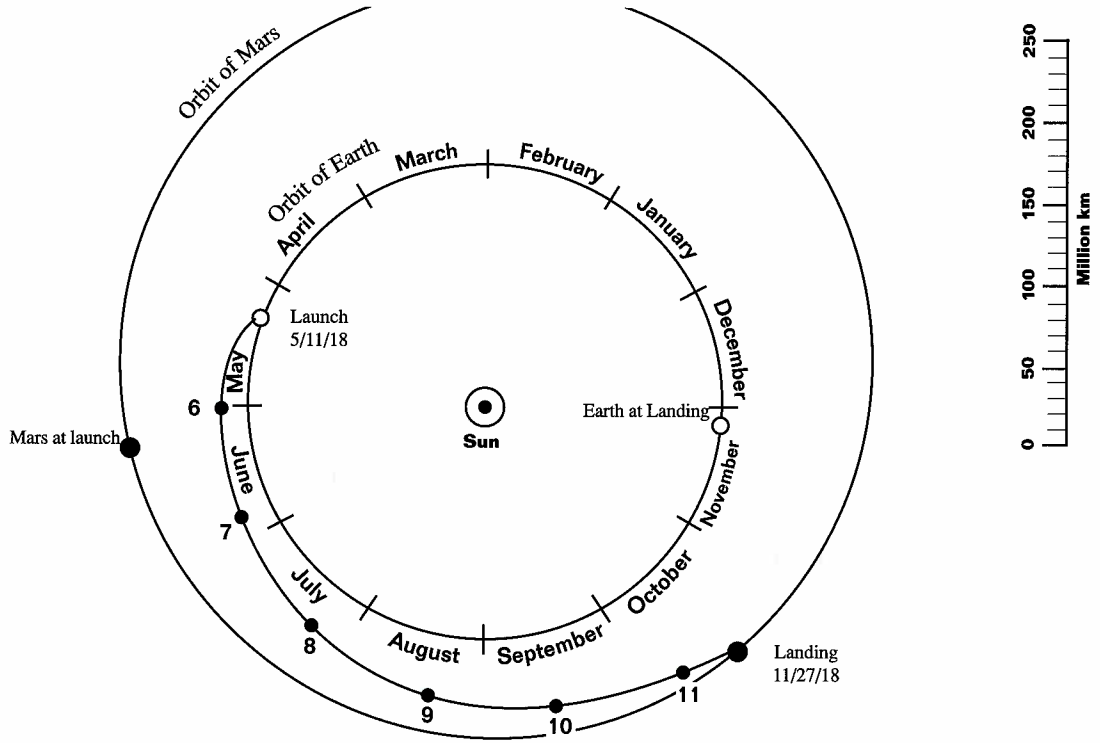 Orbit of Mars
Orbit of Earth
March
February
April
January
Launch
5/11/18
May
December
6
Mars at launch
Sun
Earth at Landing
June
November
7
July
October
8
August
September
9
10
11
Landing
11/27/18
250
200
150
100
50
0
Million km